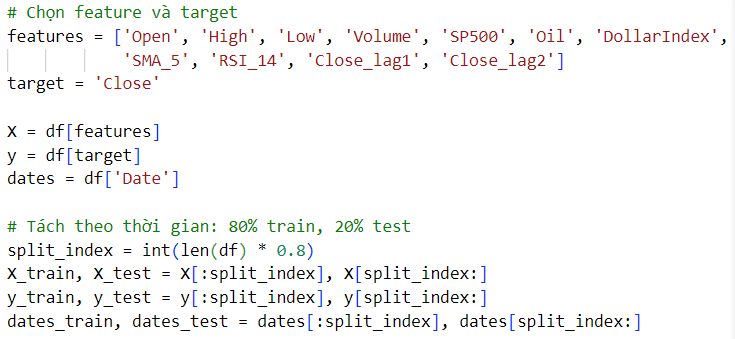 # Chọn feature và target
features = ['Open', 'High', 'Low', 'Volume', 'SP500', 'Oil', 'DollarIndex',
'SMA_5', 'RSI_14', 'Close_lag1', 'Close_lag2']
target = 'Close'
X = df[features]
y = df[target]
dates = df['Date']
# Tách theo thời gian: 80% train, 20% test
split_index = int(len(df) * 0.8)
X_train, X_test = X[:split_index], X[split_index:]
y_train, y_test = y[:split_index], y[split_index:]
dates_train, dates_test = dates[:split_index], dates[split_index:]